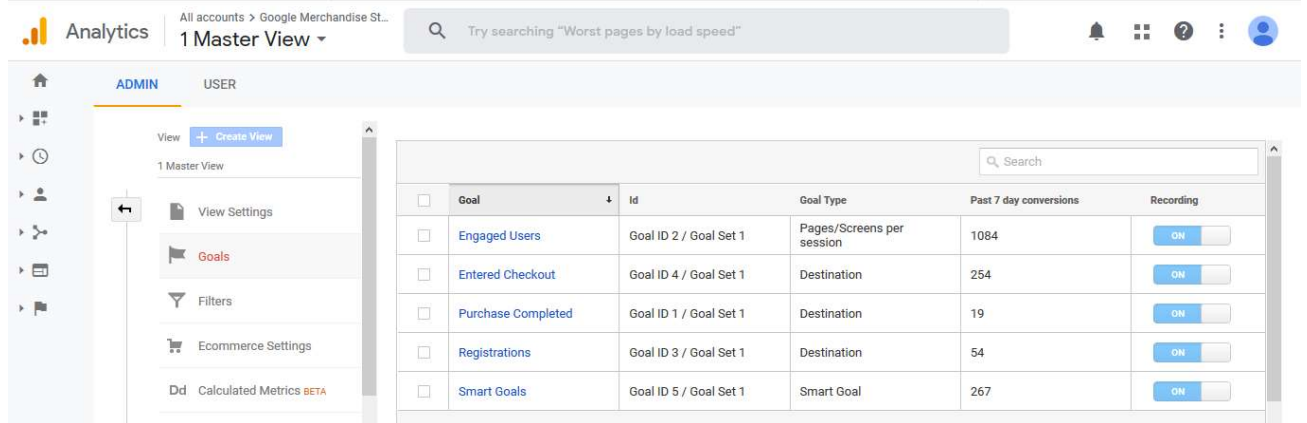 All accounts > Google Merchandise St...
Analytics
1 Master View
Try searching “Worst pages by load speed”
ADMIN
USER
View
Create View
1 Master View
View Settings
Goals
Filters
Ecommerce Settings
Dd Calculated Metrics BETA
Search
Goal Id Goal Type Past 7 day conversions Recording
Engaged Users Goal ID 2 / Goal Set 1 Pages/Screens per
session 1084 ON
Entered Checkout Goal ID 4 / Goal Set 1 Destination 254 ON
Purchase Completed Goal ID 1 / Goal Set 1 Destination 19 ON
Registrations Goal ID 3 / Goal Set 1 Destination 54 ON
Smart Goals Goal ID 5 / Goal Set 1 Smart Goal 267 ON